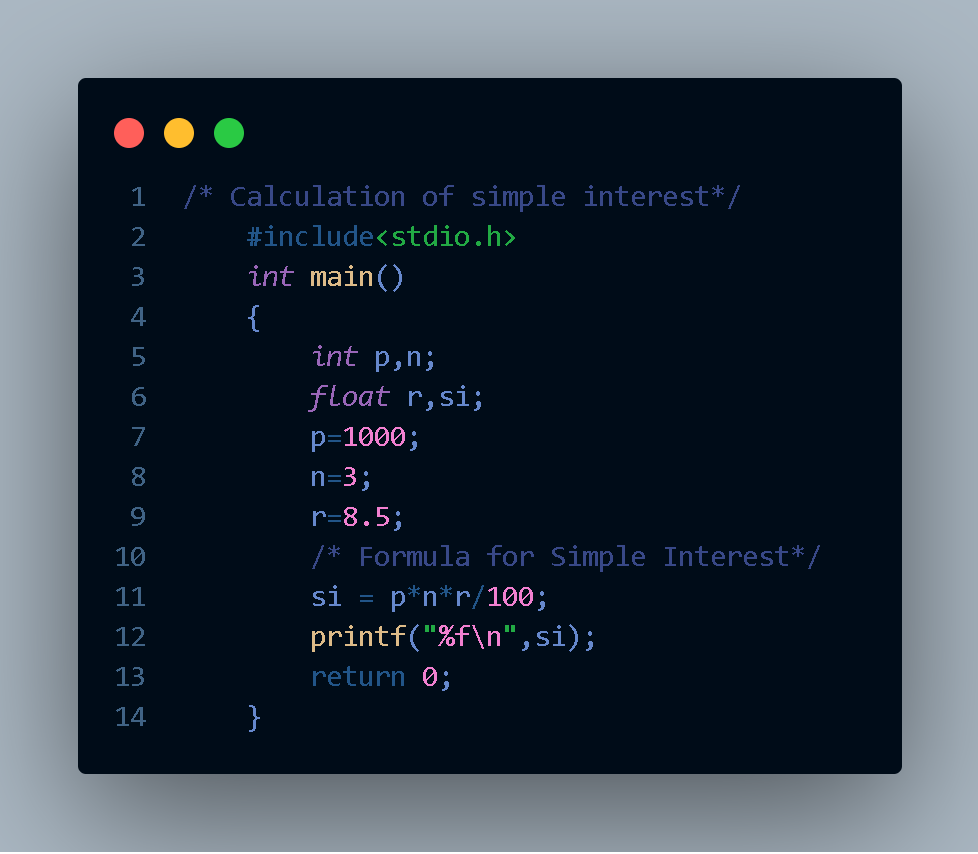 1 /* Calculation of simple interest*/
2     #include<stdio.h>
3     int main()
4     {
5         int p,n;
6         float r,si;
7         p=1000;
8         n=3;
9         r=8.5;
10         /* Formula for Simple Interest*/
11         si = p*n*r/100;
12         printf("%f\n",si);
13         return 0;
14     }